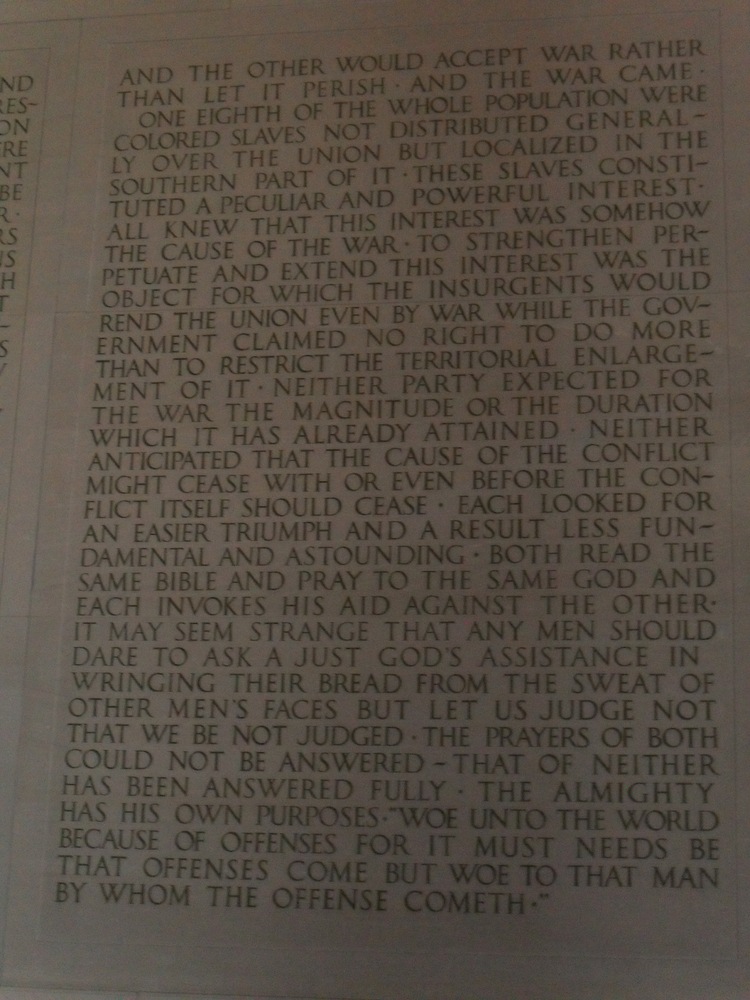 AND THE OTHER WOULD ACCEPT WAR RATHER
THAN LET IT PERISH · AND THE WAR CAME ·
ONE EIGHTH OF THE WHOLE POPULATION WERE
COLORED SLAVES NOT DISTRIBUTED GENERAL-
LY OVER THE UNION BUT LOCALIZED IN THE
SOUTHERN PART OF IT · THESE SLAVES CONSTI-
TUTED A PECULIAR AND POWERFUL INTEREST ·
ALL KNEW THAT THIS INTEREST WAS SOMEHOW
THE CAUSE OF THE WAR · TO STRENGTHEN PER-
PETUATE AND EXTEND THIS INTEREST WAS THE
OBJECT FOR WHICH THE INSURGENTS WOULD
REND THE UNION EVEN BY WAR WHILE THE GOV-
ERNMENT CLAIMED NO RIGHT TO DO MORE
THAN TO RESTRICT THE TERRITORIAL ENLARGE-
MENT OF IT · NEITHER PARTY EXPECTED FOR
THE WAR THE MAGNITUDE OR THE DURATION
WHICH IT HAS ALREADY ATTAINED · NEITHER
ANTICIPATED THAT THE CAUSE OF THE CONFLICT
MIGHT CEASE WITH OR EVEN BEFORE THE CON-
FLICT ITSELF SHOULD CEASE · EACH LOOKED FOR
AN EASIER TRIUMPH AND A RESULT LESS FUN-
DAMENTAL AND ASTOUNDING · BOTH READ THE
SAME BIBLE AND PRAY TO THE SAME GOD AND
EACH INVOKES HIS AID AGAINST THE OTHER ·
IT MAY SEEM STRANGE THAT ANY MEN SHOULD
DARE TO ASK A JUST GOD'S ASSISTANCE IN
WRINGING THEIR BREAD FROM THE SWEAT OF
OTHER MEN'S FACES BUT LET US JUDGE NOT
THAT WE BE NOT JUDGED · THE PRAYERS OF BOTH
COULD NOT BE ANSWERED - THAT OF NEITHER
HAS BEEN ANSWERED FULLY · THE ALMIGHTY
HAS HIS OWN PURPOSES · "WOE UNTO THE WORLD
BECAUSE OF OFFENSES FOR IT MUST NEEDS BE
THAT OFFENSES COME BUT WOE TO THAT MAN
BY WHOM THE OFFENSE COMETH · "